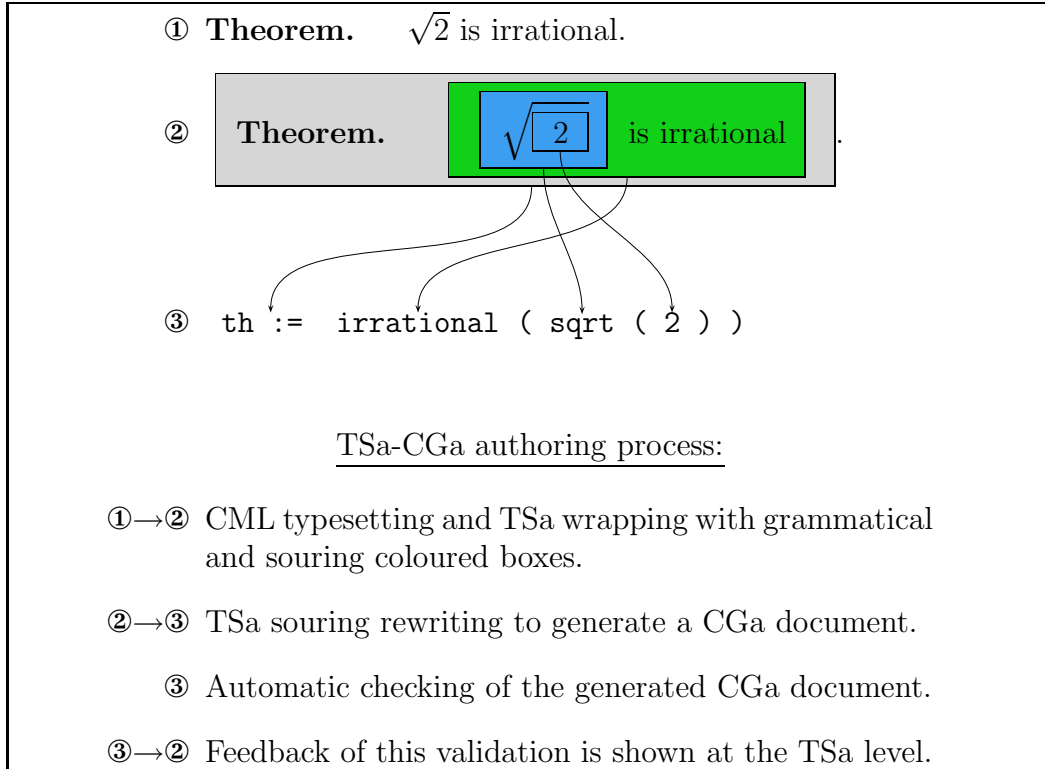 ① Theorem. √2 is irrational.
② Theorem. √2 is irrational .
③ th := irrational ( sqrt ( 2 ) )
TSa-CGa authoring process:
①→② CML typesetting and TSa wrapping with grammatical
and souring coloured boxes.
②→③ TSa souring rewriting to generate a CGa document.
③ Automatic checking of the generated CGa document.
③→② Feedback of this validation is shown at the TSa level.